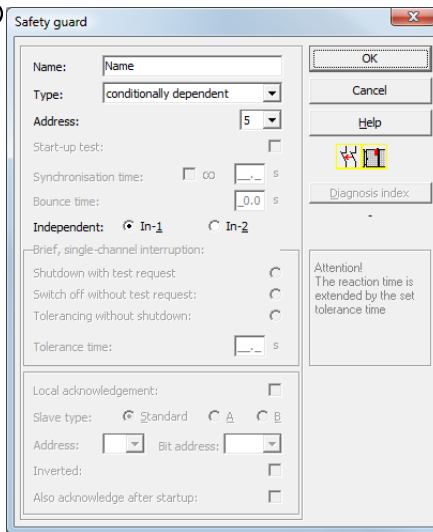 Safety guard
Name: Name
Type: conditionally dependent
Address: 5
Start-up test:
Synchronisation time: ∞ __._ s
Bounce time: _0.0 s
Independent: In-1 In-2
Brief, single-channel interruption:
Shutdown with test request
Switch off without test request:
Tolerancing without shutdown:
Tolerance time: __._ s
Local acknowledgement:
Slave type: Standard A B
Address: Bit address:
Inverted:
Also acknowledge after startup:
OK
Cancel
Help
Diagnosis index
-
Attention!
The reaction time is
extended by the set
tolerance time